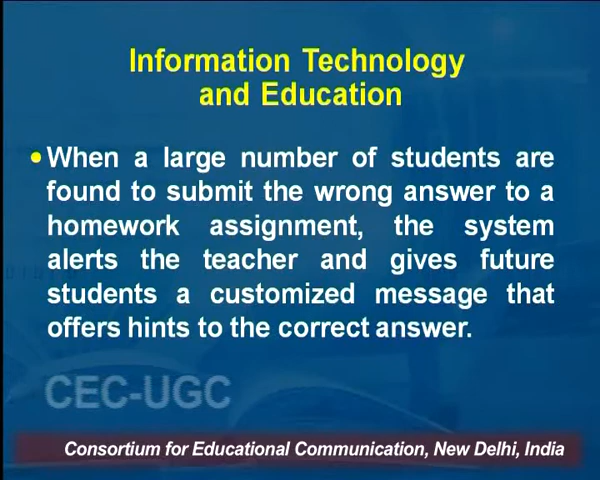 Information Technology
and Education
•When a large number of students are
found to submit the wrong answer to a
homework assignment, the system
alerts the teacher and gives future
students a customized message that
offers hints to the correct answer.
CEC-UGC
Consortium for Educational Communication, New Delhi, India